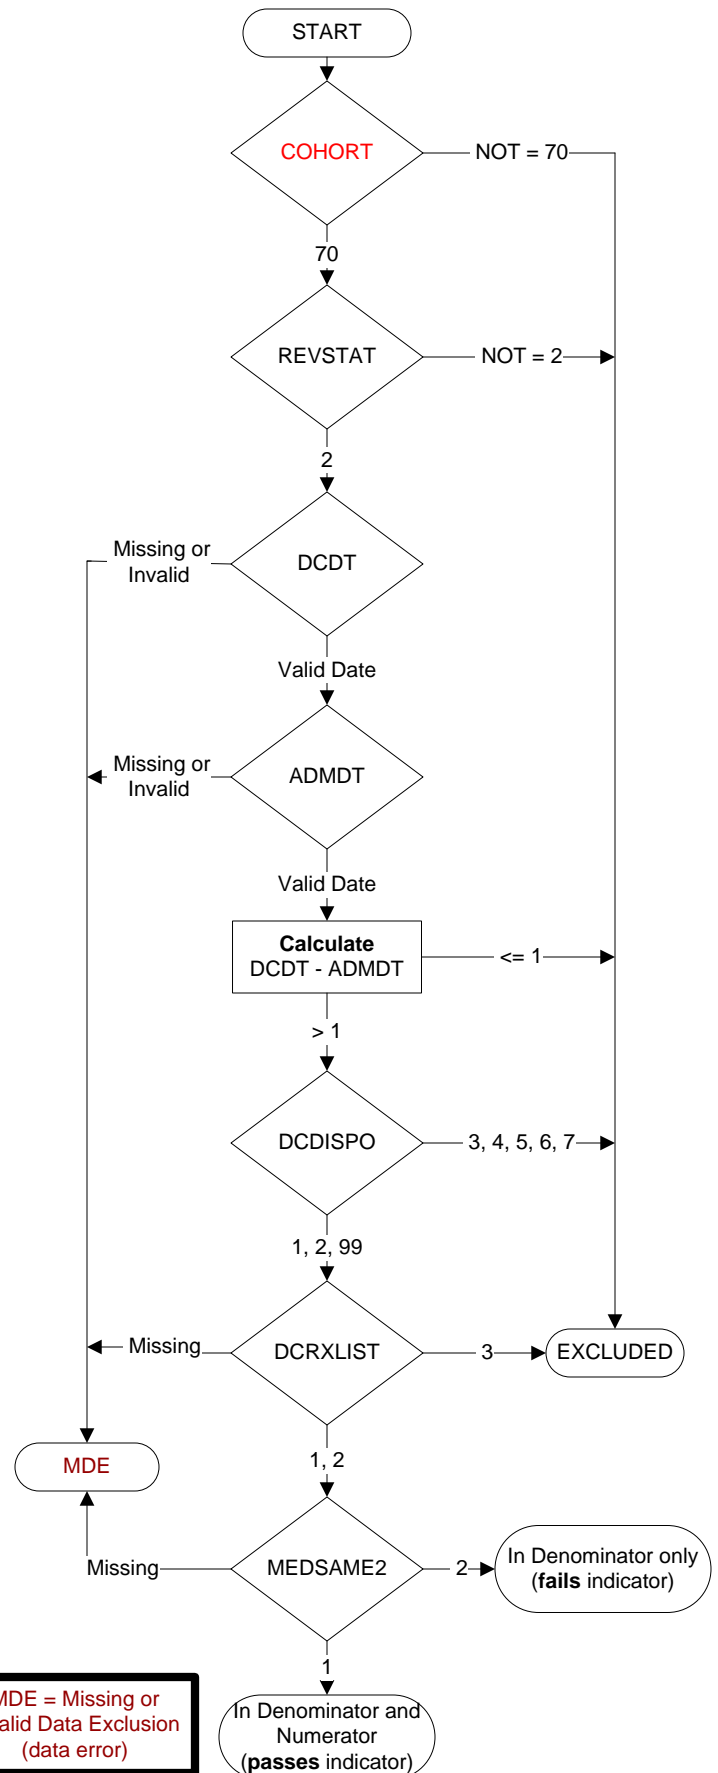 START
COHORT
NOT = 70
70
REVSTAT
NOT = 2
2
Missing or
Invalid
DCDT
Valid Date
Missing or
Invalid
ADMDT
Valid Date
Calculate
DCDT - ADMDT
<= 1
> 1
DCDISPO
3, 4, 5, 6, 7
1, 2, 99
Missing
DCRXLIST
3
EXCLUDED
MDE
1, 2
Missing
MEDSAME2
2
In Denominator only
(fails indicator)
1
MDE = Missing or
alid Data Exclusion
(data error)
In Denominator and
Numerator
(passes indicator)